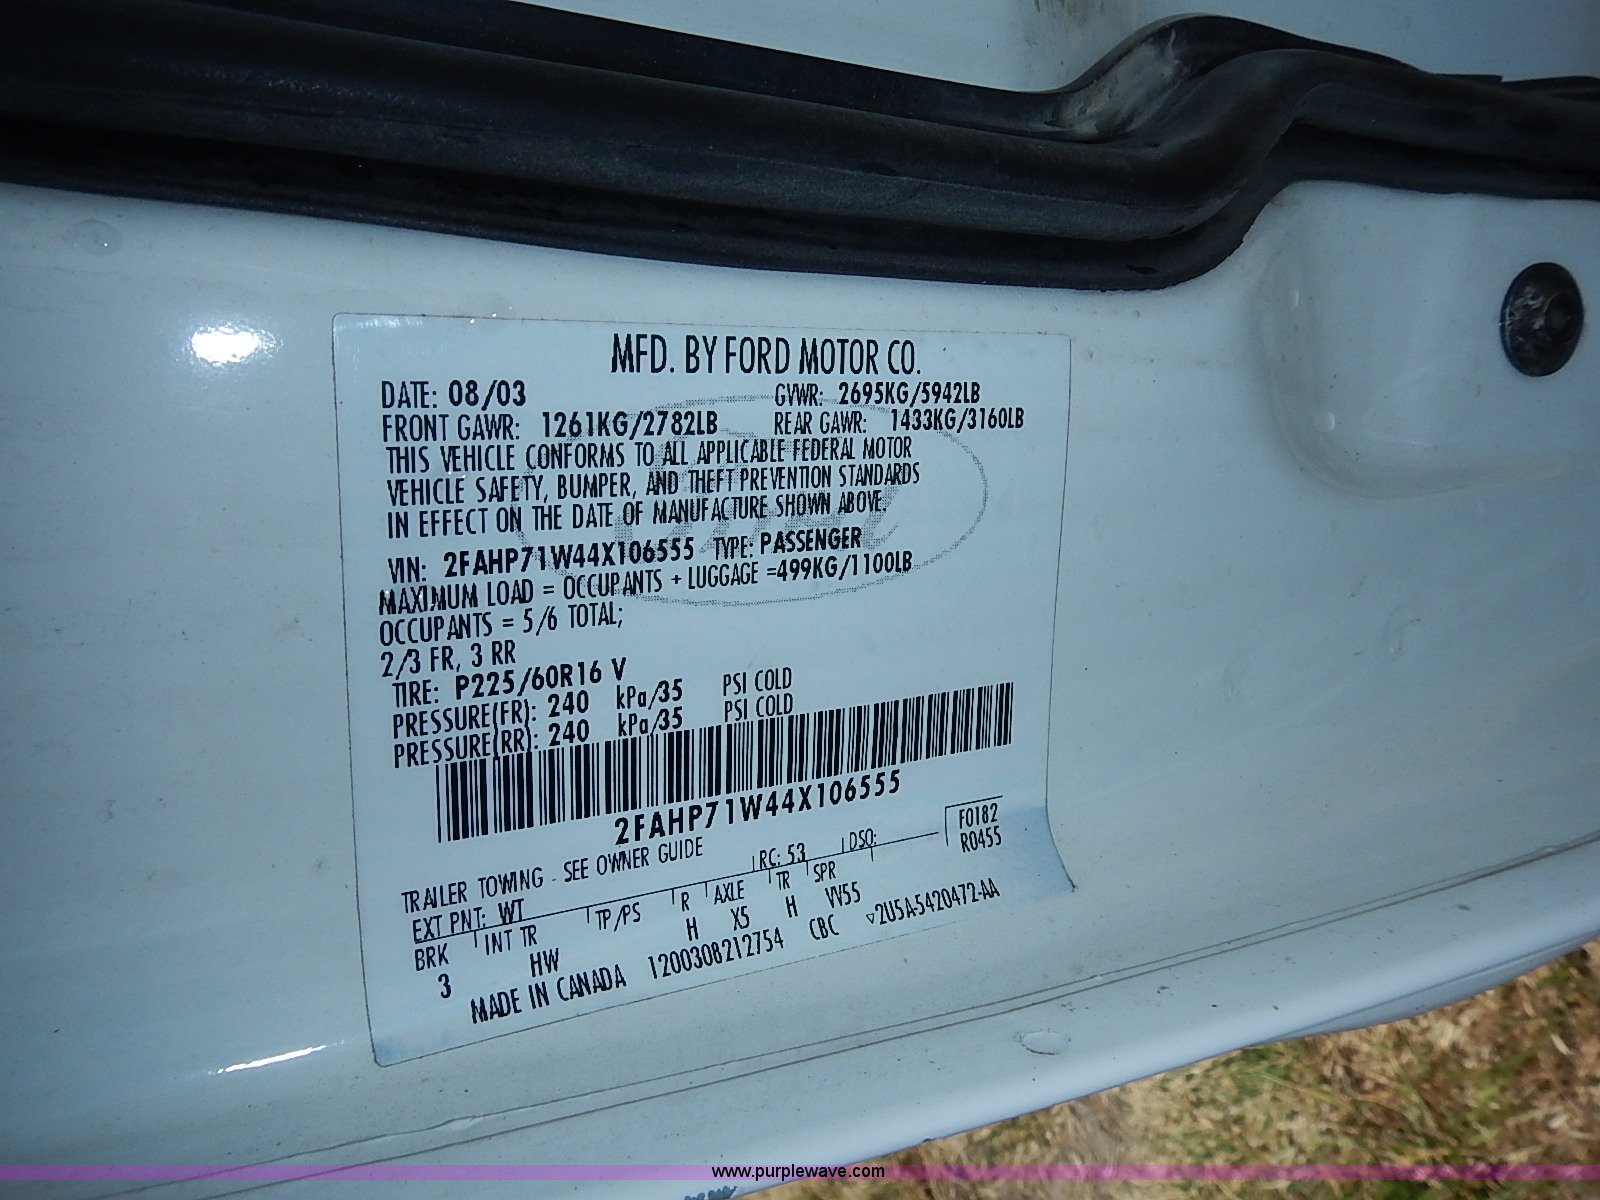 MFD. BY FORD MOTOR CO.
DATE: 08/03 GVWR: 2695KG/5942LB
FRONT GAWR: 1261KG/2782LB REAR GAWR: 1433KG/3160LB
THIS VEHICLE CONFORMS TO ALL APPLICABLE FEDERAL MOTOR
VEHICLE SAFETY, BUMPER, AND THEFT PREVENTION STANDARDS
IN EFFECT ON THE DATE OF MANUFACTURE SHOWN ABOVE.
VIN: 2FAHP71W44X106555 TYPE: PASSENGER
MAXIMUM LOAD = OCCUPANTS + LUGGAGE =499KG/1100LB
OCCUPANTS = 5/6 TOTAL;
2/3 FR, 3 RR
TIRE: P225/60R16 V
PRESSURE(FR): 240 kPa/35 PSI COLD
PRESSURE(RR): 240 kPa/35 PSI COLD
2FAHP71W44X106555
TRAILER TOWING - SEE OWNER GUIDE
F0182
EXT PNT: WT RC: 53 DSO: R0455
BRK INT TR TP/PS R AXLE TR SPR
3 HW H X5 H VV55
MADE IN CANADA 1200308212754 CBC ▽2U5A-5420472-AA
www.purplewave.com